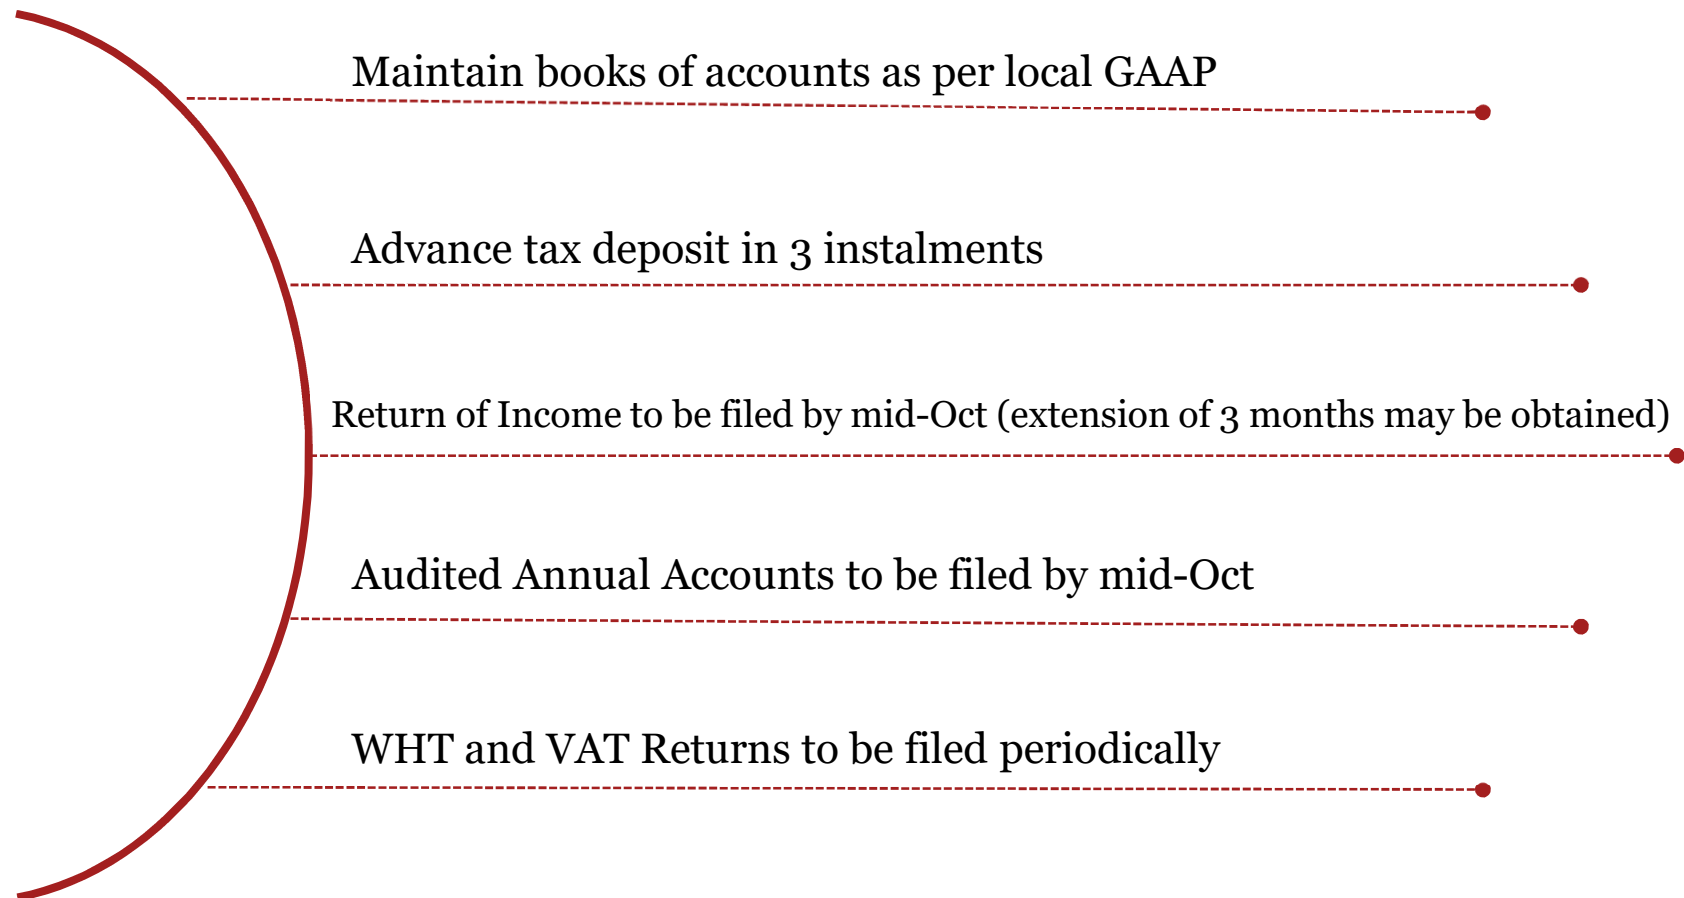 Maintain books of accounts as per local GAAP
Advance tax deposit in 3 instalments
Return of Income to be filed by mid-Oct (extension of 3 months may be obtained)
Audited Annual Accounts to be filed by mid-Oct
WHT and VAT Returns to be filed periodically